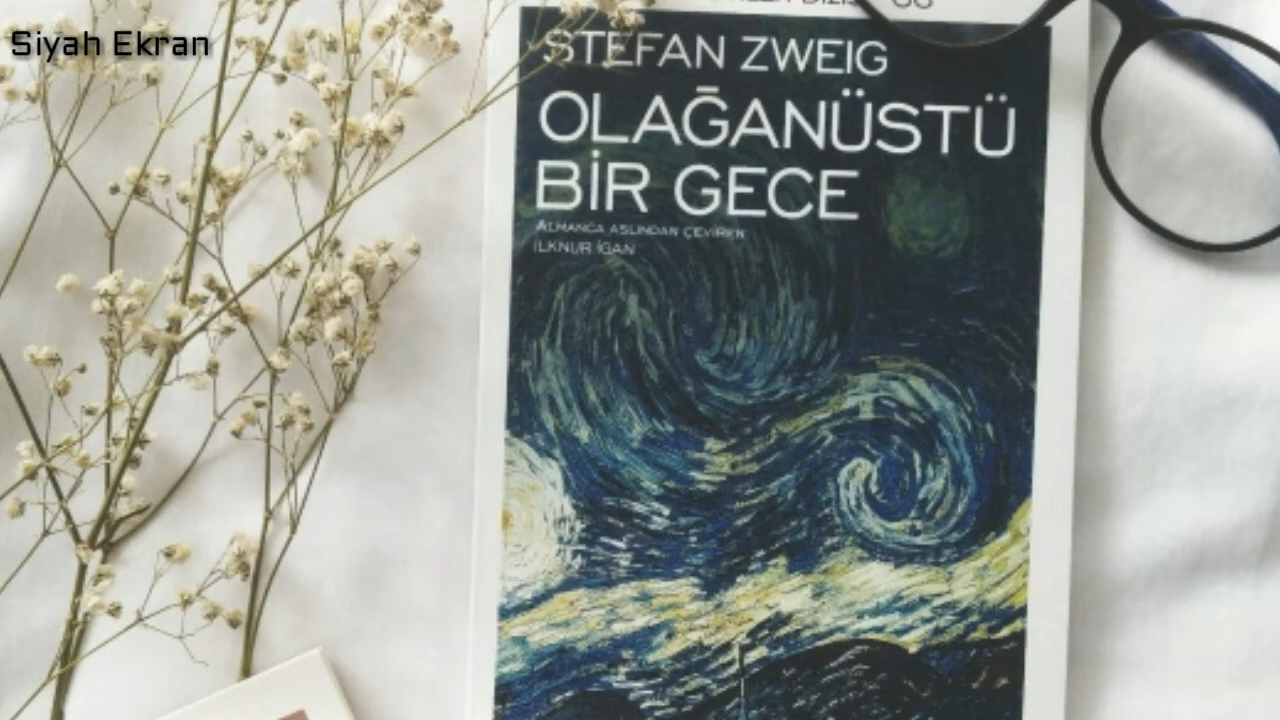 Siyah Ekran
STEFAN ZWEIG
OLAĞANÜSTÜ
BİR GECE
ALMANCA ASLINDAN ÇEVİREN
İLKNUR İGAN